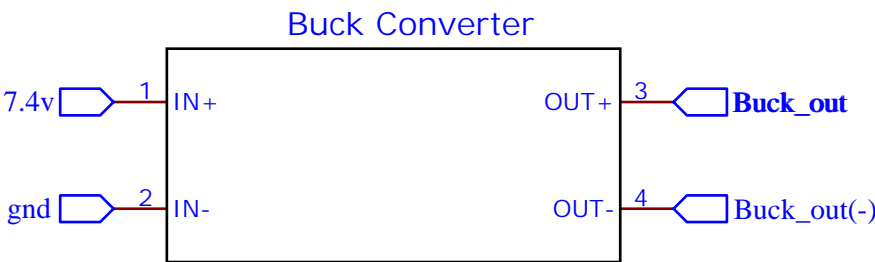 Buck Converter
7.4v 1 IN+ OUT+ 3 Buck_out
gnd 2 IN- OUT- 4 Buck_out(-)